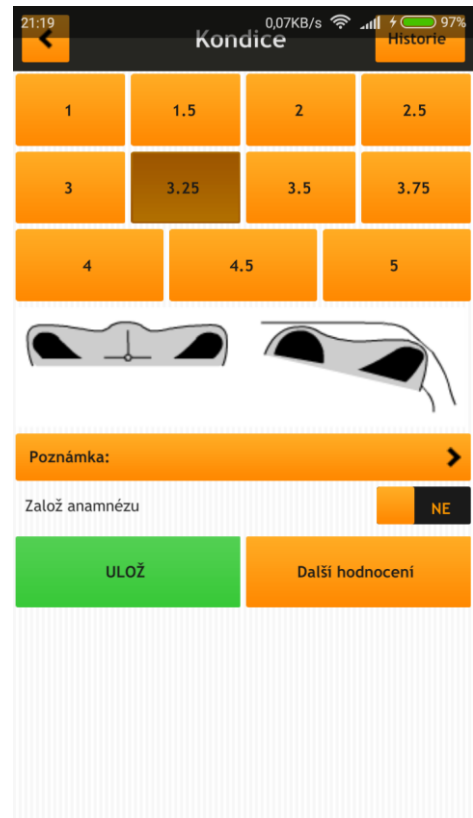 21:19 0,07KB/s 97%
Kondice Historie
1 1.5 2 2.5
3 3.25 3.5 3.75
4 4.5 5
Poznámka:
Založ anamnézu NE
ULOŽ Další hodnocení